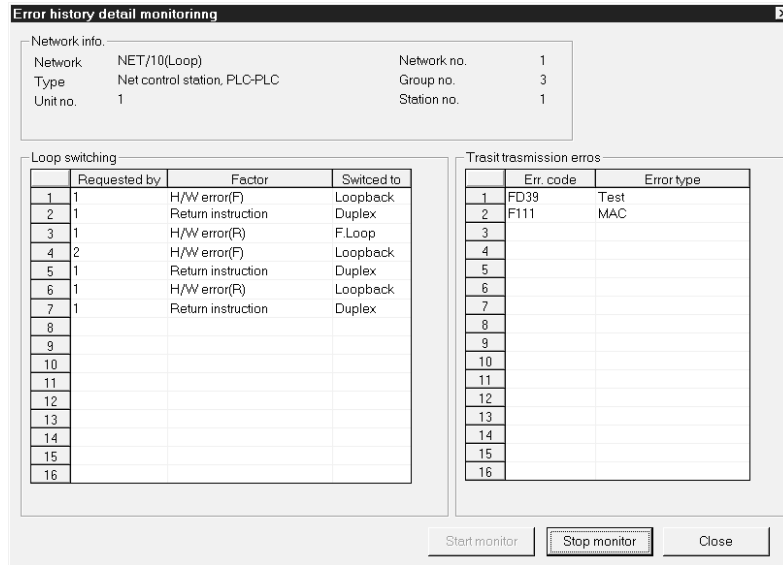 Error history detail monitorinng
Network info.
Network NET/10(Loop) Network no. 1
Type Net control station, PLC-PLC Group no. 3
Unit no. 1 Station no. 1
Loop switching
Requested by Factor Switced to
1 1 H/W error(F) Loopback
2 1 Return instruction Duplex
3 1 H/W error(R) F.Loop
4 2 H/W error(F) Loopback
5 1 Return instruction Duplex
6 1 H/W error(R) Loopback
7 1 Return instruction Duplex
8
9
10
11
12
13
14
15
16
Trasit trasmission erros
Err. code Error type
1 FD39 Test
2 F111 MAC
3
4
5
6
7
8
9
10
11
12
13
14
15
16
Start monitor Stop monitor Close